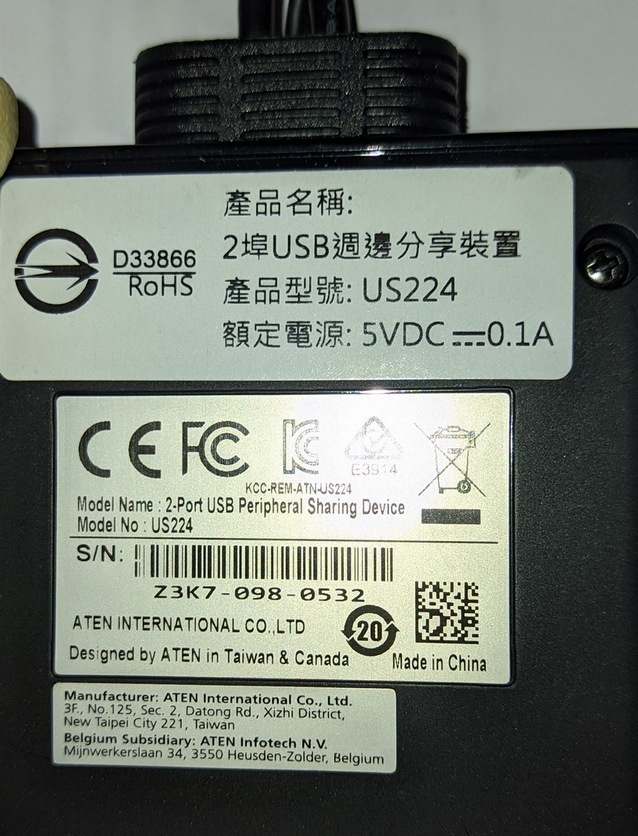 產品名稱:
2埠USB週邊分享裝置
產品型號: US224
額定電源: 5VDC ⎓0.1A
D33866
RoHS
CE FC
E3914
KCC-REM-ATN-US224
Model Name : 2-Port USB Peripheral Sharing Device
Model No : US224
S/N:
Z3K7-098-0532
ATEN INTERNATIONAL CO.,LTD
20
Designed by ATEN in Taiwan & Canada
Made in China
Manufacturer: ATEN International Co., Ltd.
3F., No.125, Sec. 2, Datong Rd., Xizhi District,
New Taipei City 221, Taiwan
Belgium Subsidiary: ATEN Infotech N.V.
Mijnwerkerslaan 34, 3550 Heusden-Zolder, Belgium